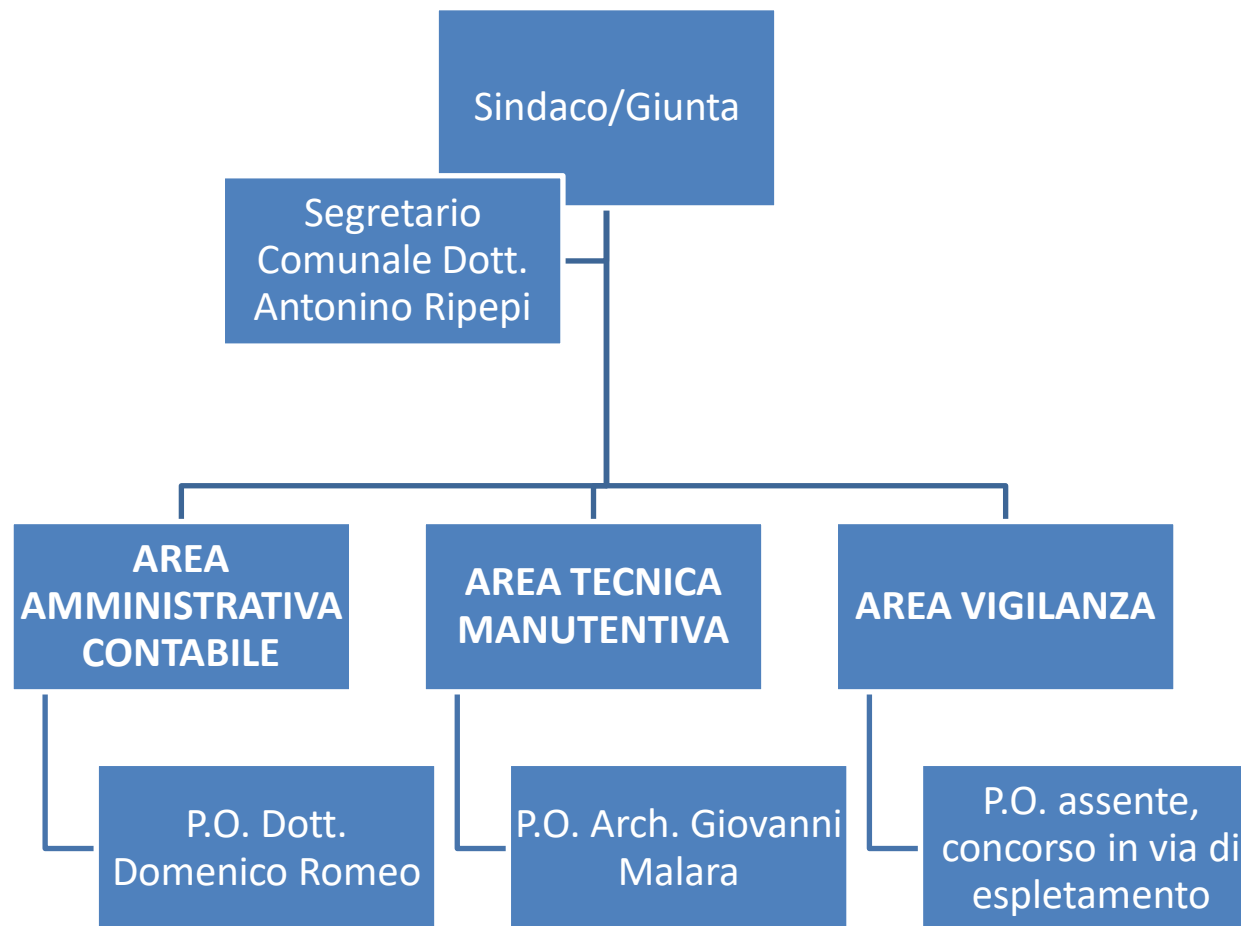 Sindaco/Giunta
Segretario
Comunale Dott.
Antonino Ripepi
AREA
AMMINISTRATIVA
CONTABILE
P.O. Dott.
Domenico Romeo
AREA TECNICA
MANUTENTIVA
P.O. Arch. Giovanni
Malara
AREA VIGILANZA
P.O. assente,
concorso in via di
espletamento